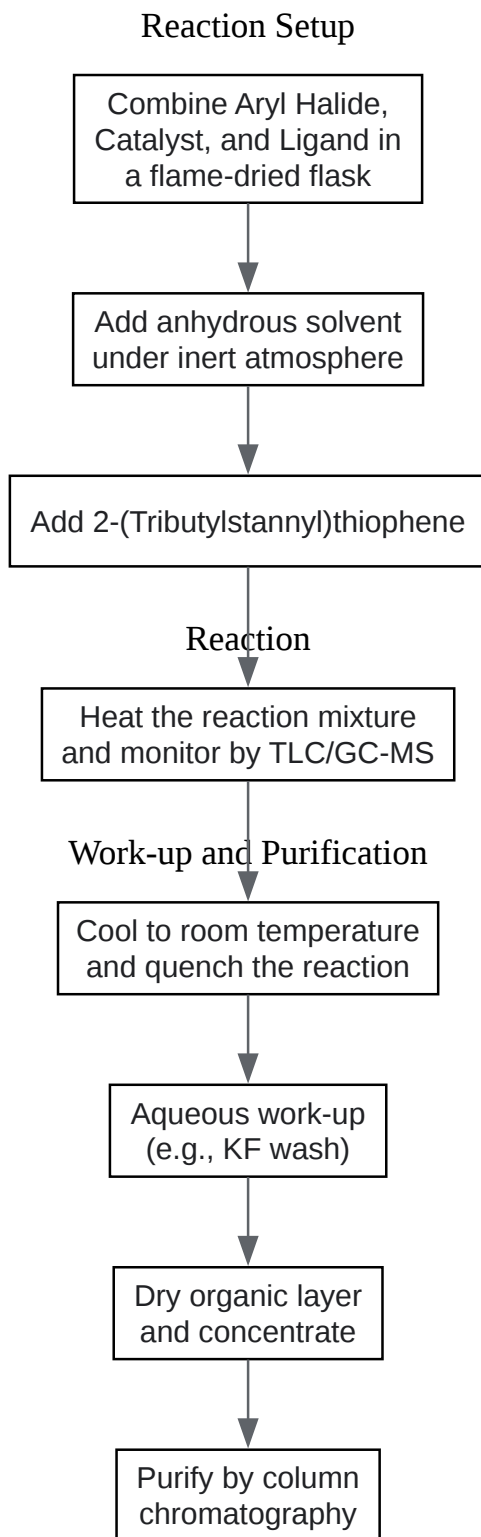 Reaction Setup
Combine Aryl Halide,
Catalyst, and Ligand in
a flame-dried flask
Add anhydrous solvent
under inert atmosphere
Add 2-(Tributylstannyl)thiophene
Reaction
Heat the reaction mixture
and monitor by TLC/GC-MS
Work-up and Purification
Cool to room temperature
and quench the reaction
Aqueous work-up
(e.g., KF wash)
Dry organic layer
and concentrate
Purify by column
chromatography